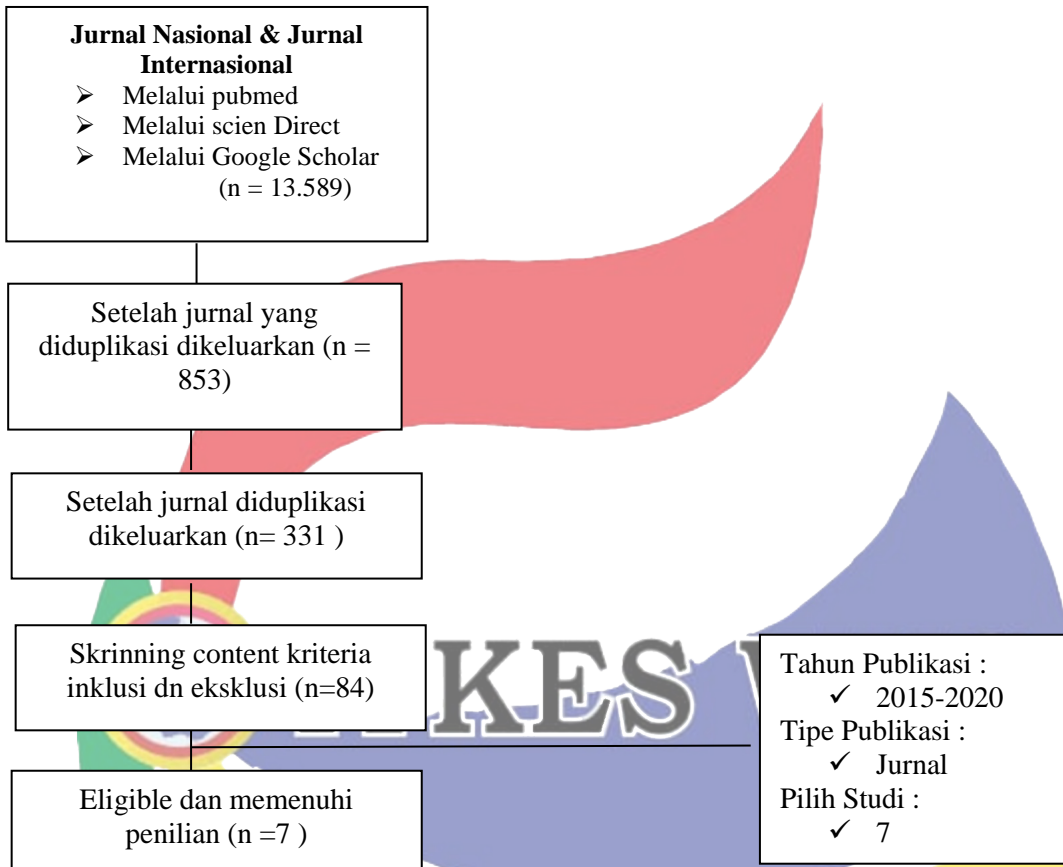 Jurnal Nasional & Jurnal
Internasional
➢ Melalui pubmed
➢ Melalui scien Direct
➢ Melalui Google Scholar
(n = 13.589)
Setelah jurnal yang
diduplikasi dikeluarkan (n =
853)
Setelah jurnal diduplikasi
dikeluarkan (n= 331 )
Skrinning content kriteria
inklusi dn eksklusi (n=84)
KES
Tahun Publikasi :
✓ 2015-2020
Tipe Publikasi :
✓ Jurnal
Pilih Studi :
✓ 7
Eligible dan memenuhi
penilian (n =7 )